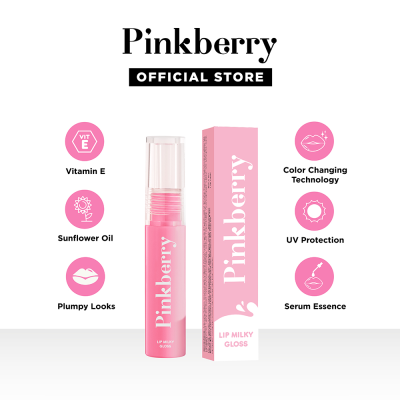 Pinkberry
OFFICIAL STORE
VIT
E
Vitamin E
Sunflower Oil
Plumpy Looks
Pinkberry
LIP MILKY
GLOSS
Pinkberry
LIP MILKY
GLOSS
Color Changing
Technology
UV Protection
Serum Essence